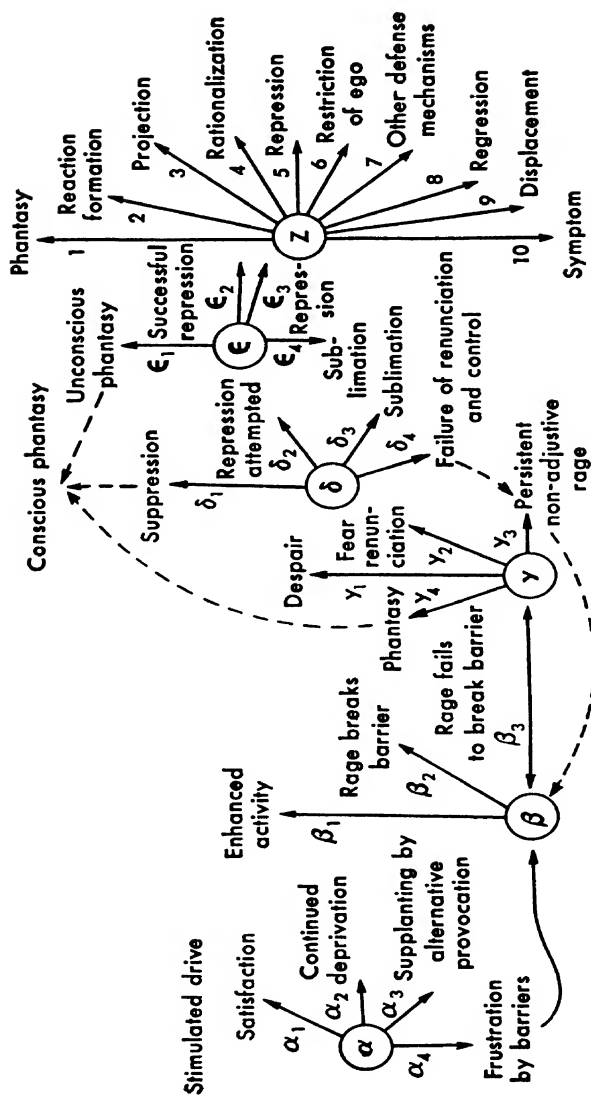 Stimulated drive
Satisfaction
α1
α2
Continued
deprivation
α
α3
Supplanting by
alternative
provocation
α4
Frustration
by barriers
Enhanced
activity
β1
Rage breaks
barrier
β2
Rage fails
to break barrier
β3
β
Despair
γ1
Fear
renun-
ciation
γ2
Phantasy
γ4
γ3
γ
Persistent
non-adjustive
rage
Conscious phantasy
Suppression
δ1
Repression
attempted
δ2
δ3
Sublimation
δ
δ4
Failure of renunciation
and control
Unconscious
phantasy
ϵ1
Successful
repression
ϵ2
ϵ
ϵ3
Repres-
sion
ϵ4
Sub-
limation
Phantasy
1
Reaction
formation
2
Projection
3
Rationalization
4
Repression
5
Restriction
of ego
6
Other defense
mechanisms
7
Z
8
Regression
9
Displacement
10
Symptom